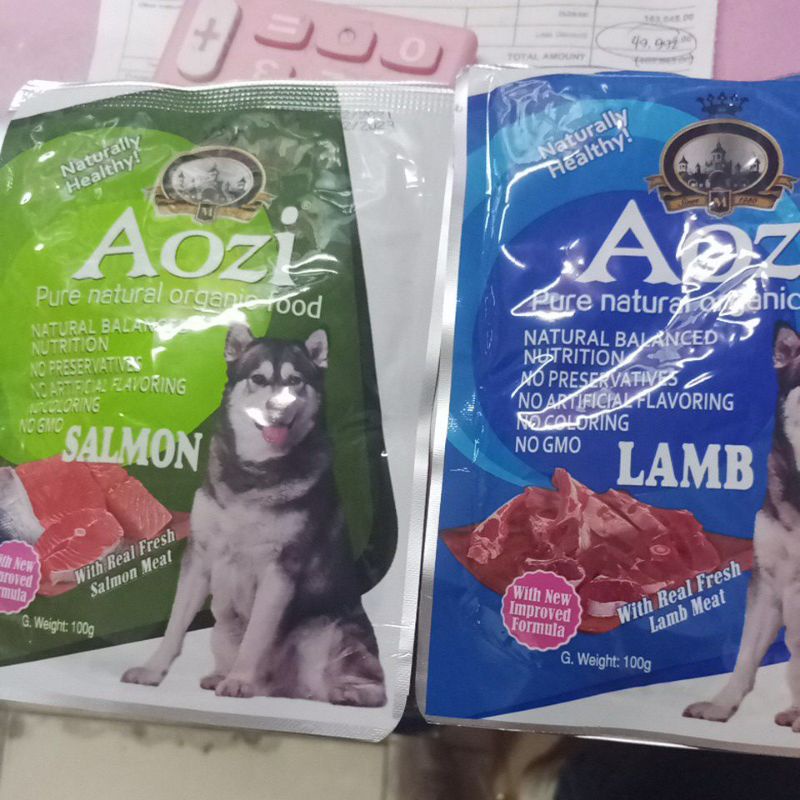 TOTAL AMOUNT
Naturally
Healthy!
M
Aozi
Pure natural organic food
NATURAL BALANCED
NUTRITION
NO PRESERVATIVES
NO ARTIFICIAL FLAVORING
NO COLORING
NO GMO
SALMON
With Real Fresh
Salmon Meat
With New
Improved
Formula
G. Weight: 100g
Naturally
Healthy!
Since M 1980
Aoz
Pure natural organic
NATURAL BALANCED
NUTRITION
NO PRESERVATIVES
NO ARTIFICIAL FLAVORING
NO COLORING
NO GMO
LAMB
With Real Fresh
Lamb Meat
With New
Improved
Formula
G. Weight: 100g